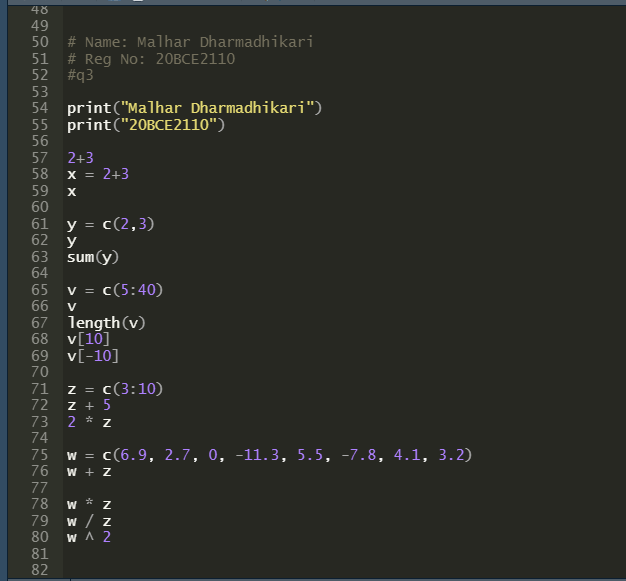 48
49
50 # Name: Malhar Dharmadhikari
51 # Reg No: 20BCE2110
52 #q3
53
54 print("Malhar Dharmadhikari")
55 print("20BCE2110")
56
57 2+3
58 x = 2+3
59 x
60
61 y = c(2,3)
62 y
63 sum(y)
64
65 v = c(5:40)
66 v
67 length(v)
68 v[10]
69 v[-10]
70
71 z = c(3:10)
72 z + 5
73 2 * z
74
75 w = c(6.9, 2.7, 0, -11.3, 5.5, -7.8, 4.1, 3.2)
76 w + z
77
78 w * z
79 w / z
80 w ^ 2
81
82